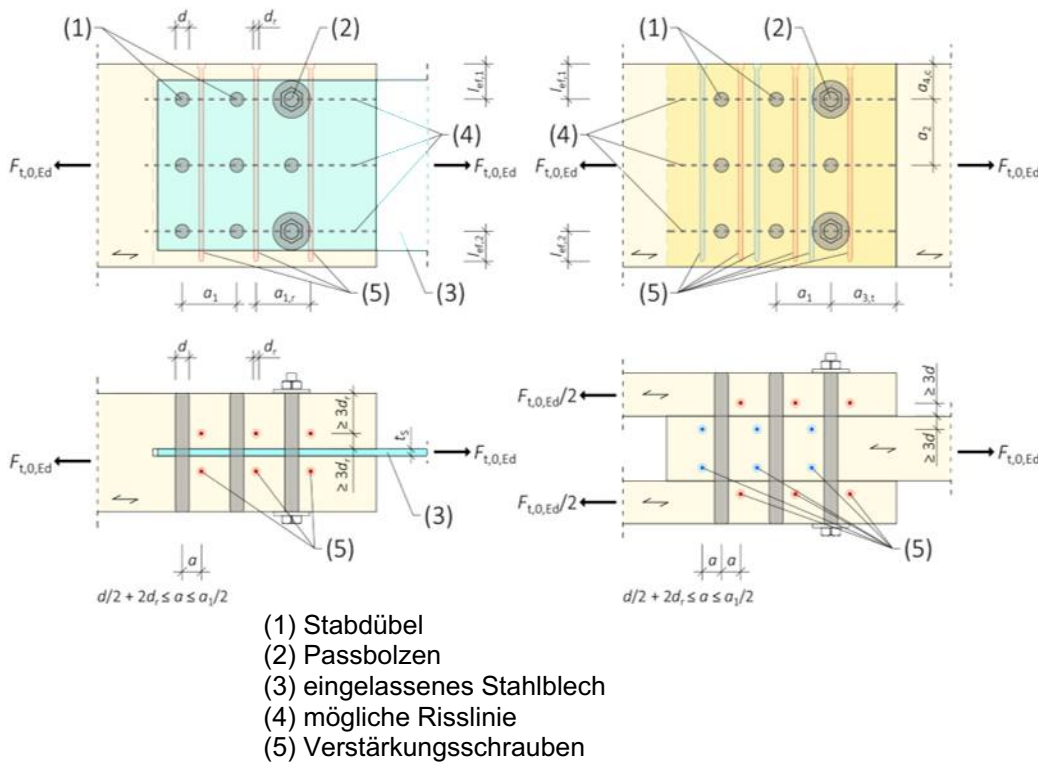 (1) d d_r (2)
l_ef,1
(4)
F_t,0,Ed F_t,0,Ed
l_ef,2
a_1 a_1,r (5) (3)
(1) (2)
l_ef,1 a_4,c
(4) a_2
F_t,0,Ed F_t,0,Ed
l_ef,2
(5) a_1 a_3,t
d d_r
≥ 3d_r t_S
F_t,0,Ed F_t,0,Ed
≥ 3d_r
(3)
a (5)
d/2 + 2d_r ≤ a ≤ a_1/2
F_t,0,Ed/2 ≥ 3d
F_t,0,Ed
≥ 3d
F_t,0,Ed/2
a a (5)
d/2 + 2d_r ≤ a ≤ a_1/2
(1) Stabdübel
(2) Passbolzen
(3) eingelassenes Stahlblech
(4) mögliche Risslinie
(5) Verstärkungsschrauben